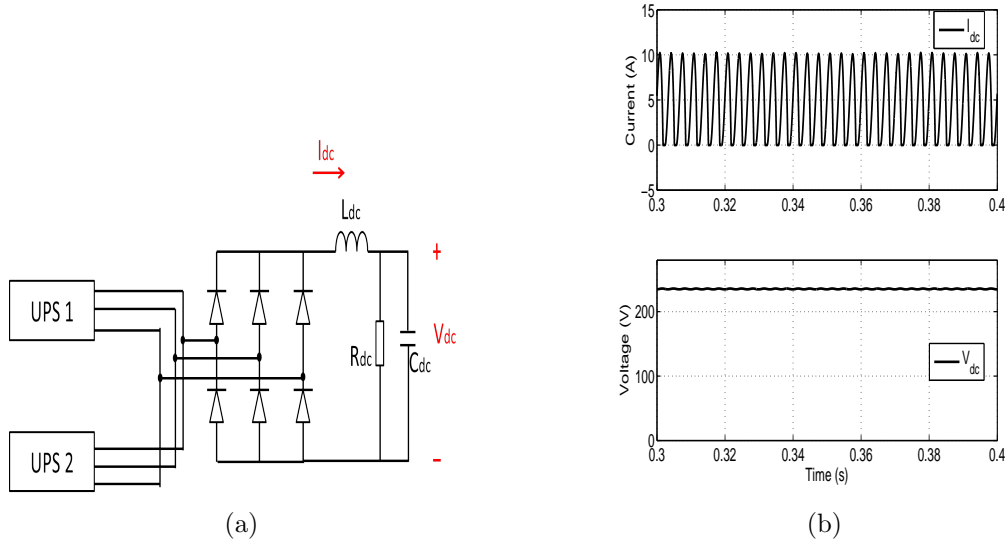 Idc
Ldc
UPS 1
+
Vdc
Rdc
Cdc
UPS 2
−
(a)
15
10
5
0
−5
Current (A)
Idc
0.3 0.32 0.34 0.36 0.38 0.4
200
100
0
Voltage (V)
Vdc
0.3 0.32 0.34 0.36 0.38 0.4
Time (s)
(b)